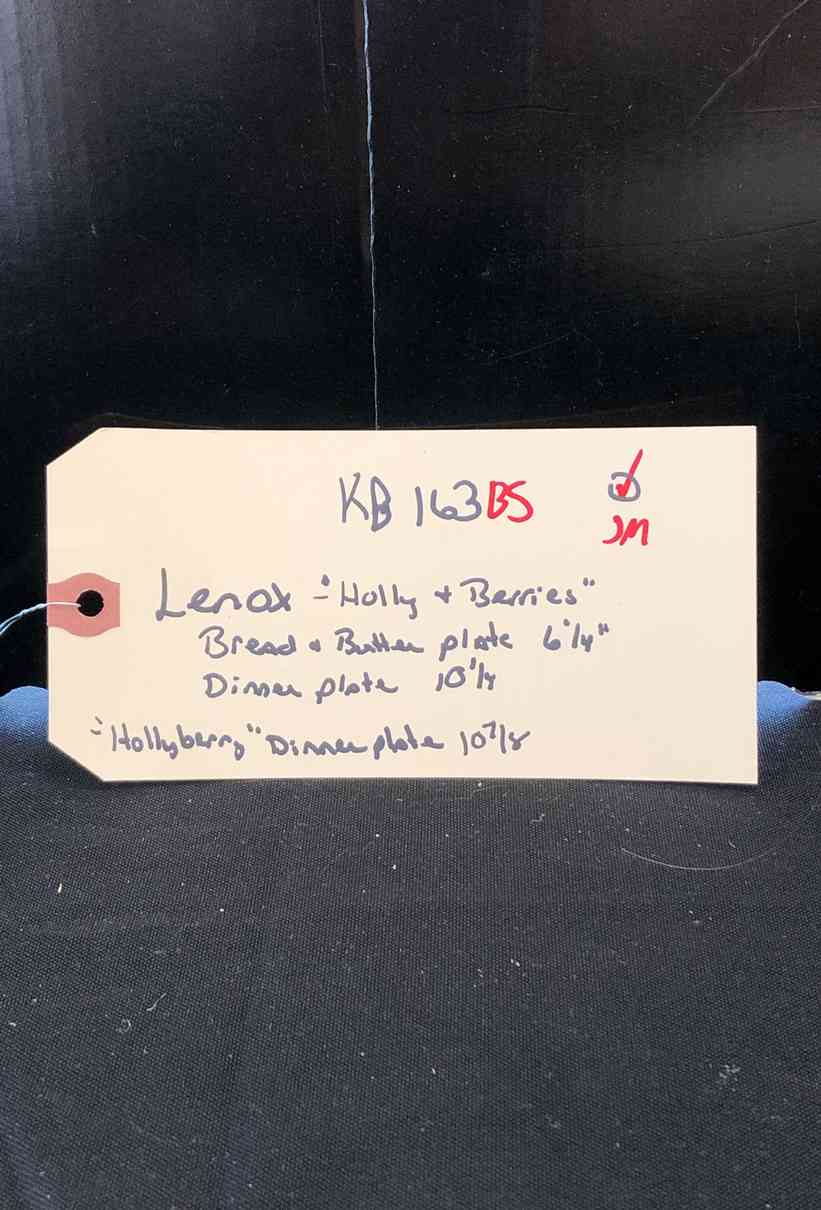 KB 163BS
JM
Lenox - "Holly + Berries"
Bread & Butter plate 6 1/4"
Dinner plate 10 1/4
- "Hollyberry" Dinner plate 10 7/8